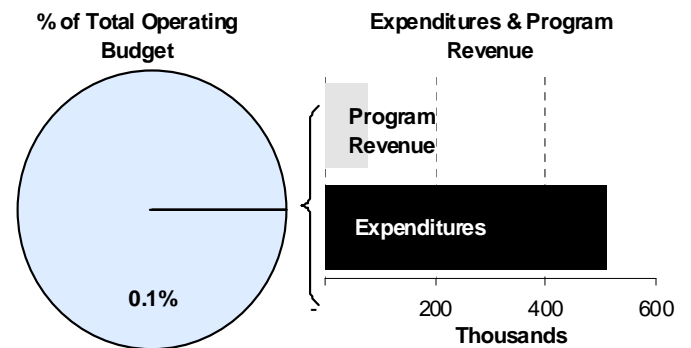 % of Total Operating
Budget
0.1%
Expenditures & Program
Revenue
Program
Revenue
Expenditures
-
200
400
600
Thousands